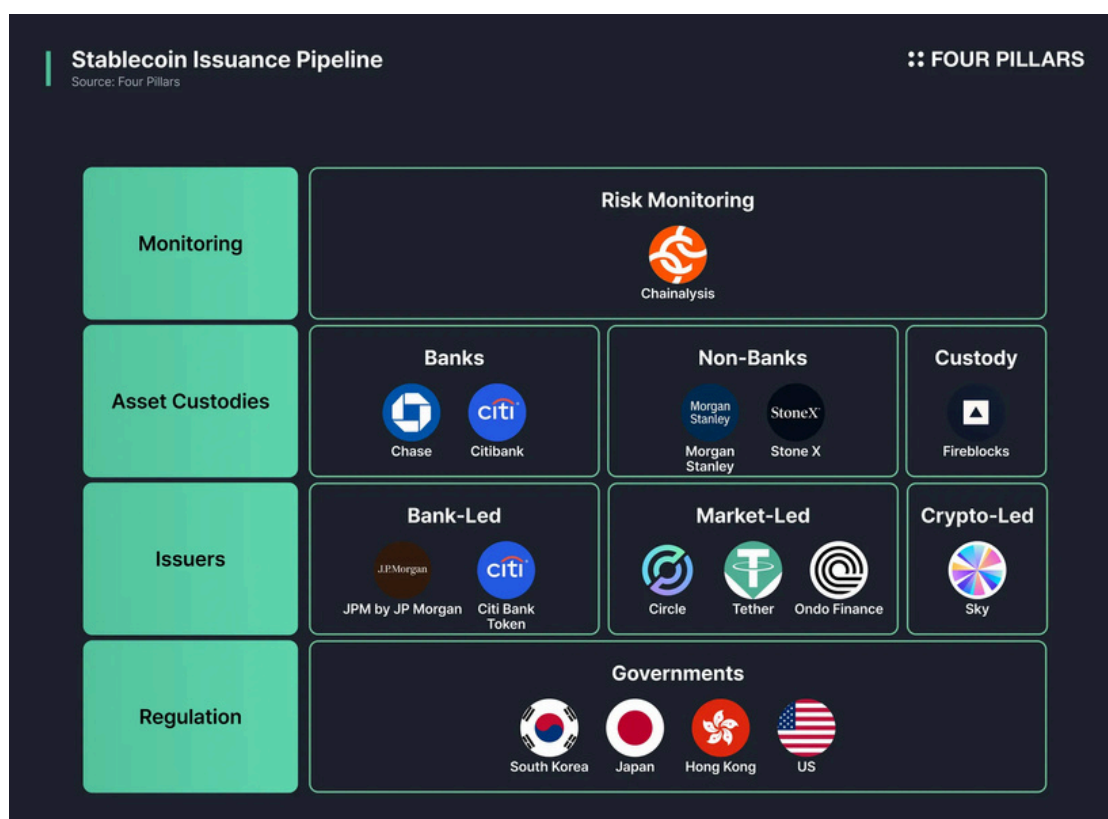 Stablecoin Issuance Pipeline
Source: Four Pillars
FOUR PILLARS
Monitoring
Risk Monitoring
Chainalysis
Asset Custodies
Banks
citi
Chase
Citibank
Non-Banks
Morgan
Stanley
StoneX
Morgan
Stanley
Stone X
Custody
Fireblocks
Issuers
Bank-Led
J.P.Morgan
citi
JPM by JP Morgan
Citi Bank
Token
Market-Led
Circle
Tether
Ondo Finance
Crypto-Led
Sky
Regulation
Governments
South Korea
Japan
Hong Kong
US